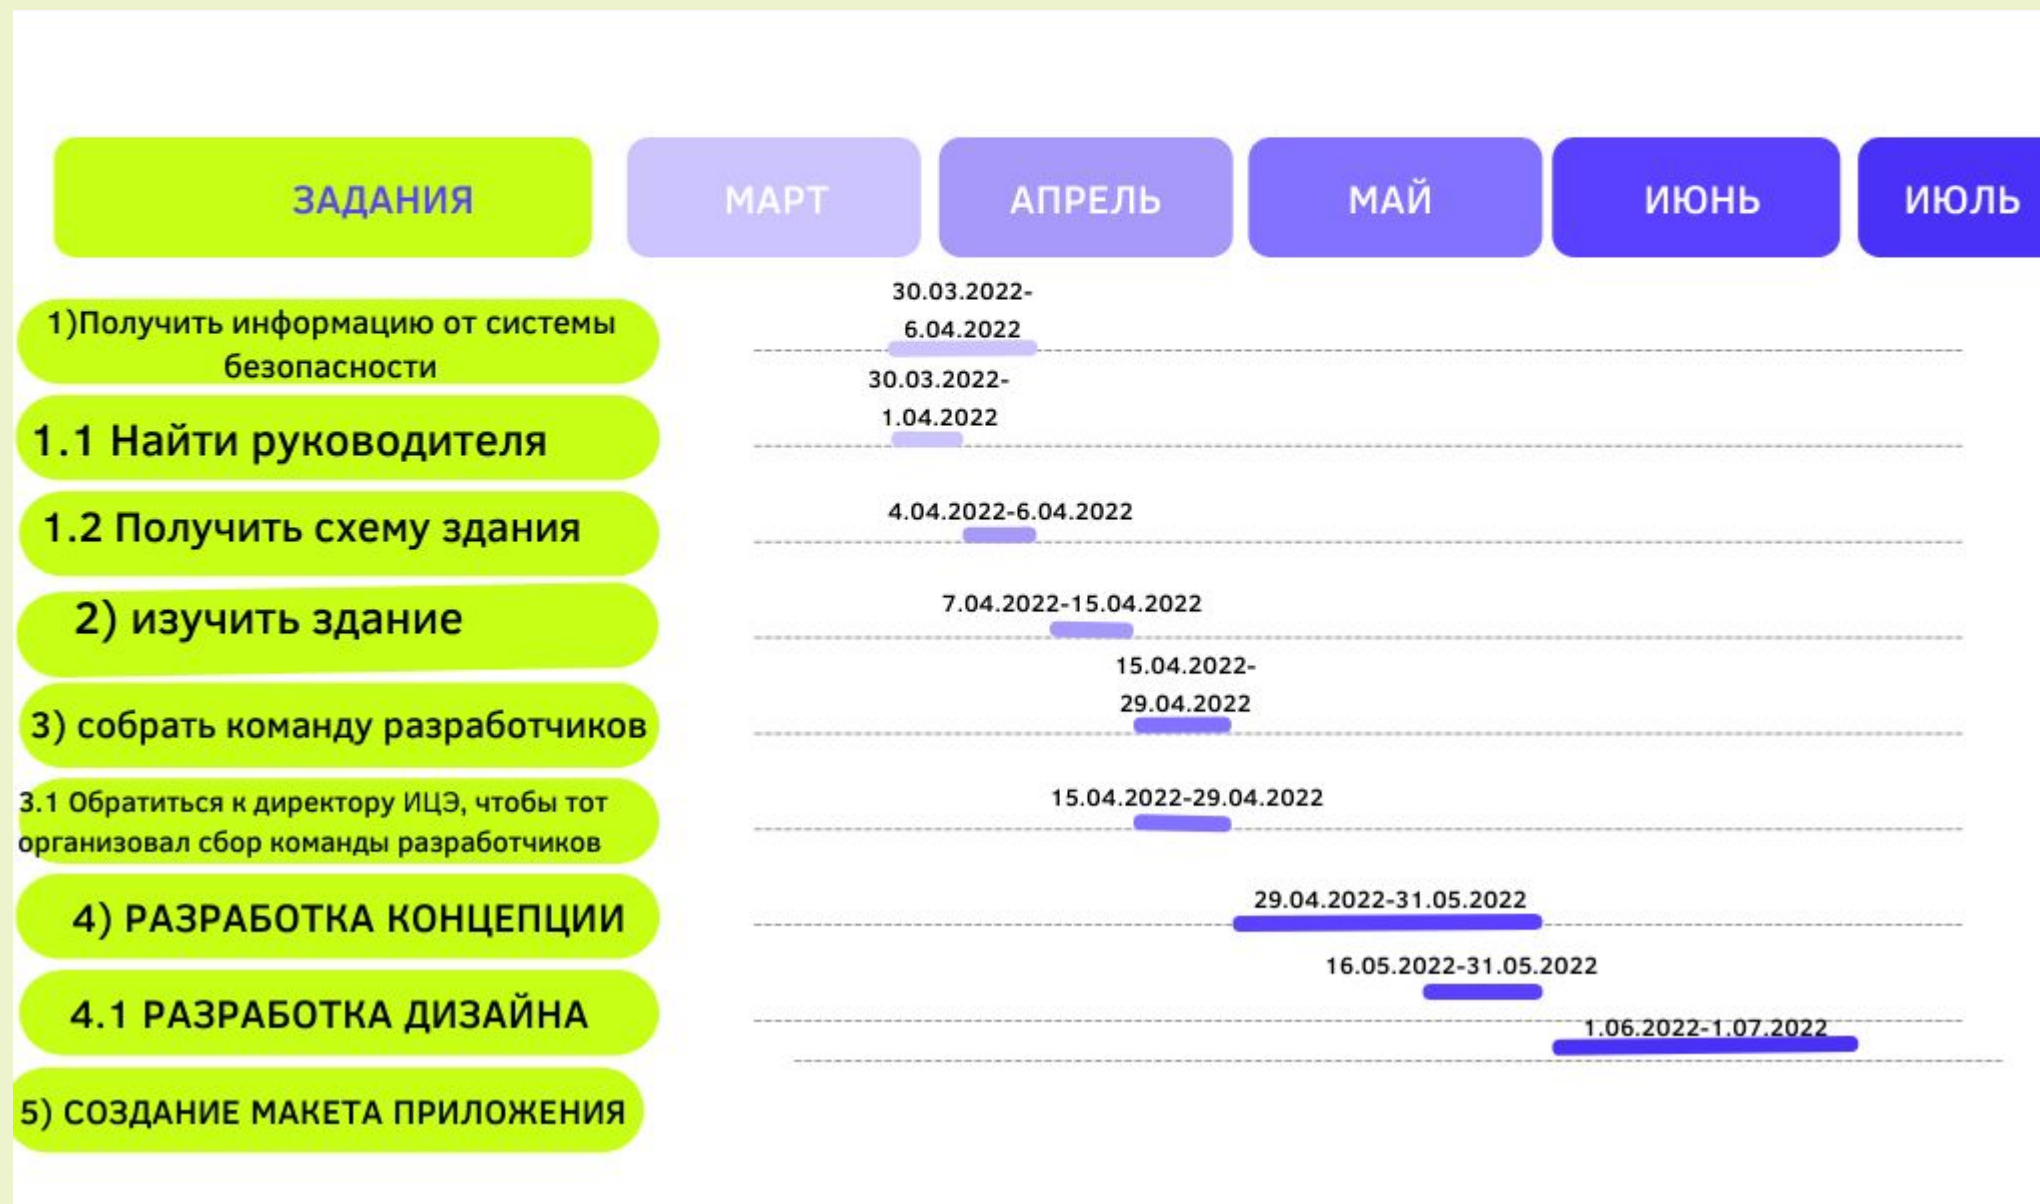 ЗАДАНИЯ
МАРТ
АПРЕЛЬ
МАЙ
ИЮНЬ
ИЮЛЬ
1)Получить информацию от системы
безопасности
30.03.2022-
6.04.2022
1.1 Найти руководителя
30.03.2022-
1.04.2022
1.2 Получить схему здания
4.04.2022-6.04.2022
2) изучить здание
7.04.2022-15.04.2022
3) собрать команду разработчиков
15.04.2022-
29.04.2022
3.1 Обратиться к директору ИЦЭ, чтобы тот
организовал сбор команды разработчиков
15.04.2022-29.04.2022
4) РАЗРАБОТКА КОНЦЕПЦИИ
29.04.2022-31.05.2022
4.1 РАЗРАБОТКА ДИЗАЙНА
16.05.2022-31.05.2022
5) СОЗДАНИЕ МАКЕТА ПРИЛОЖЕНИЯ
1.06.2022-1.07.2022